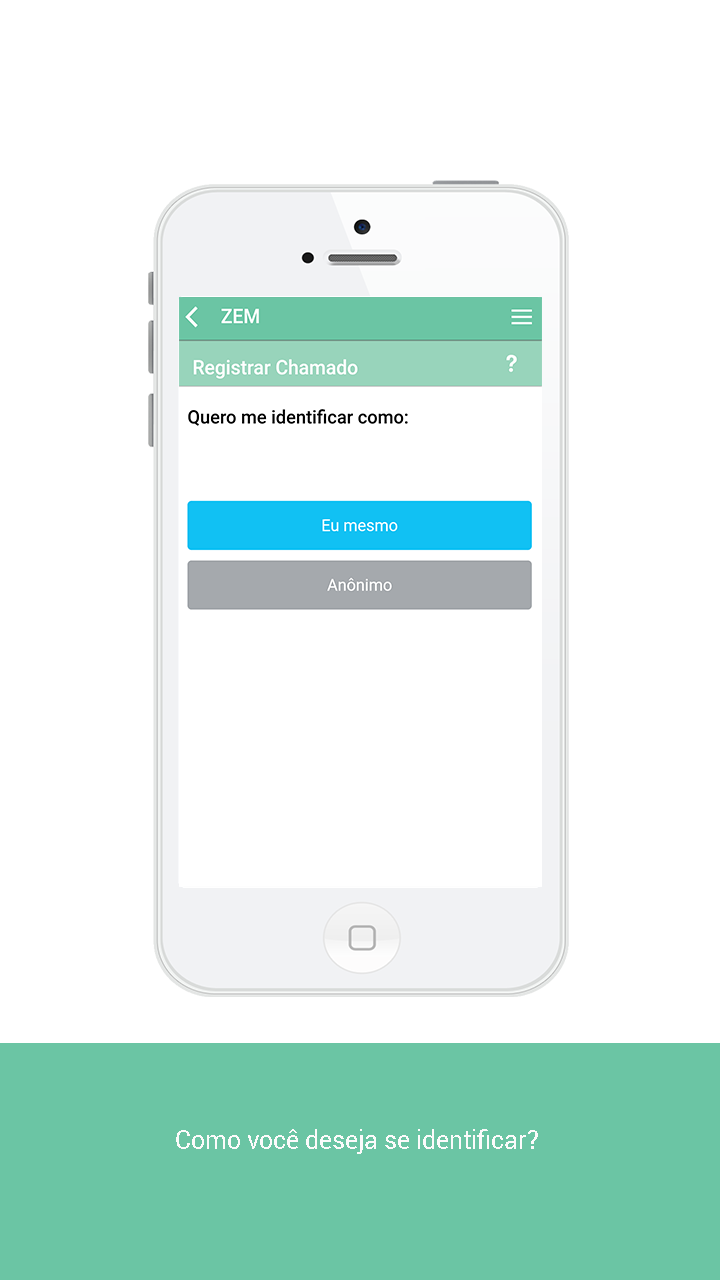 ZEM
Registrar Chamado ?
Quero me identificar como:
Eu mesmo
Anônimo
Como você deseja se identificar?